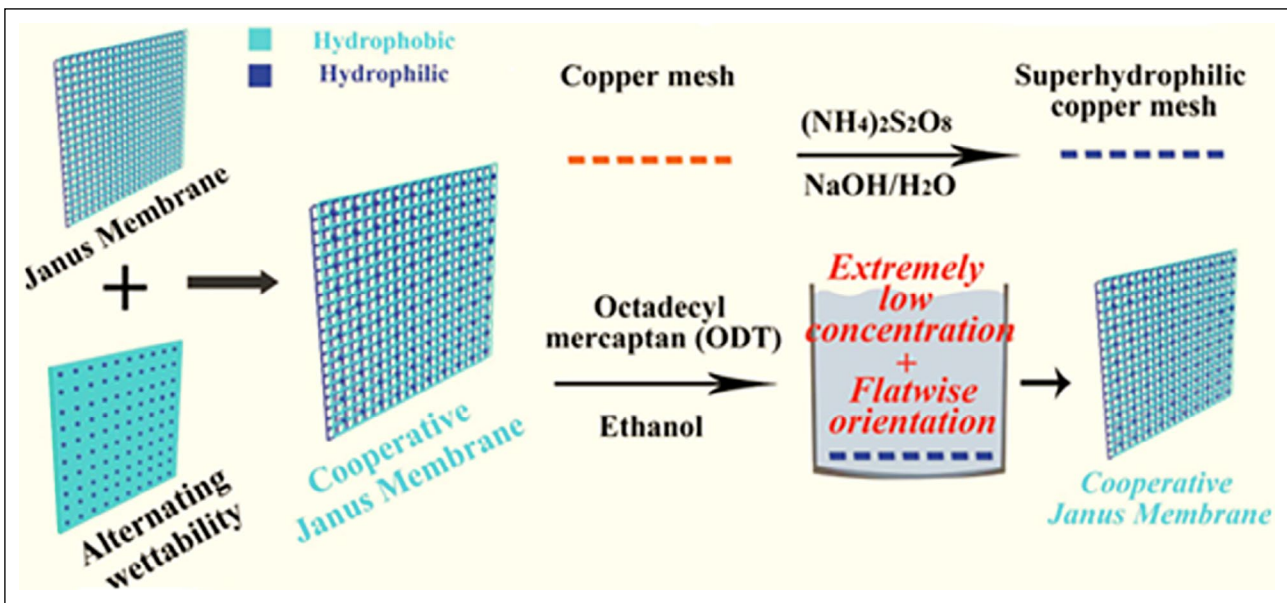 Hydrophobic
Hydrophilic
Janus Membrane
+
Alternating
wettability
Cooperative
Janus Membrane
Copper mesh
(NH₄)₂S₂O₈
NaOH/H₂O
Superhydrophilic
copper mesh
Octadecyl
mercaptan (ODT)
Ethanol
Extremely
low
concentration
+
Flatwise
orientation
Cooperative
Janus Membrane